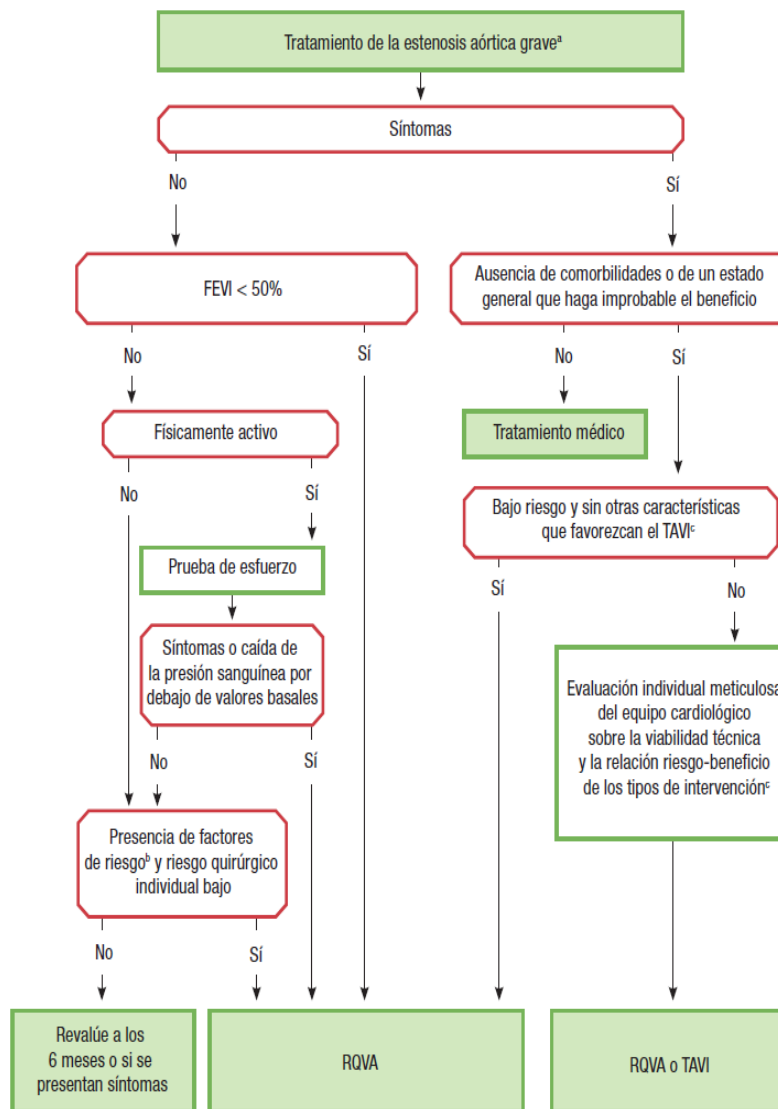 Tratamiento de la estenosis aórtica graveᵃ
Síntomas
No
Sí
FEVI < 50%
Ausencia de comorbilidades o de un estado
general que haga improbable el beneficio
No
Sí
No
Sí
Físicamente activo
Tratamiento médico
No
Sí
Bajo riesgo y sin otras características
que favorezcan el TAVIᶜ
Prueba de esfuerzo
Sí
No
Síntomas o caída de
la presión sanguínea por
debajo de valores basales
Evaluación individual meticulosa
del equipo cardiológico
sobre la viabilidad técnica
y la relación riesgo-beneficio
de los tipos de intervenciónᶜ
No
Sí
Presencia de factores
de riesgoᵇ y riesgo quirúrgico
individual bajo
No
Sí
Revalúe a los
6 meses o si se
presentan síntomas
RQVA
RQVA o TAVI